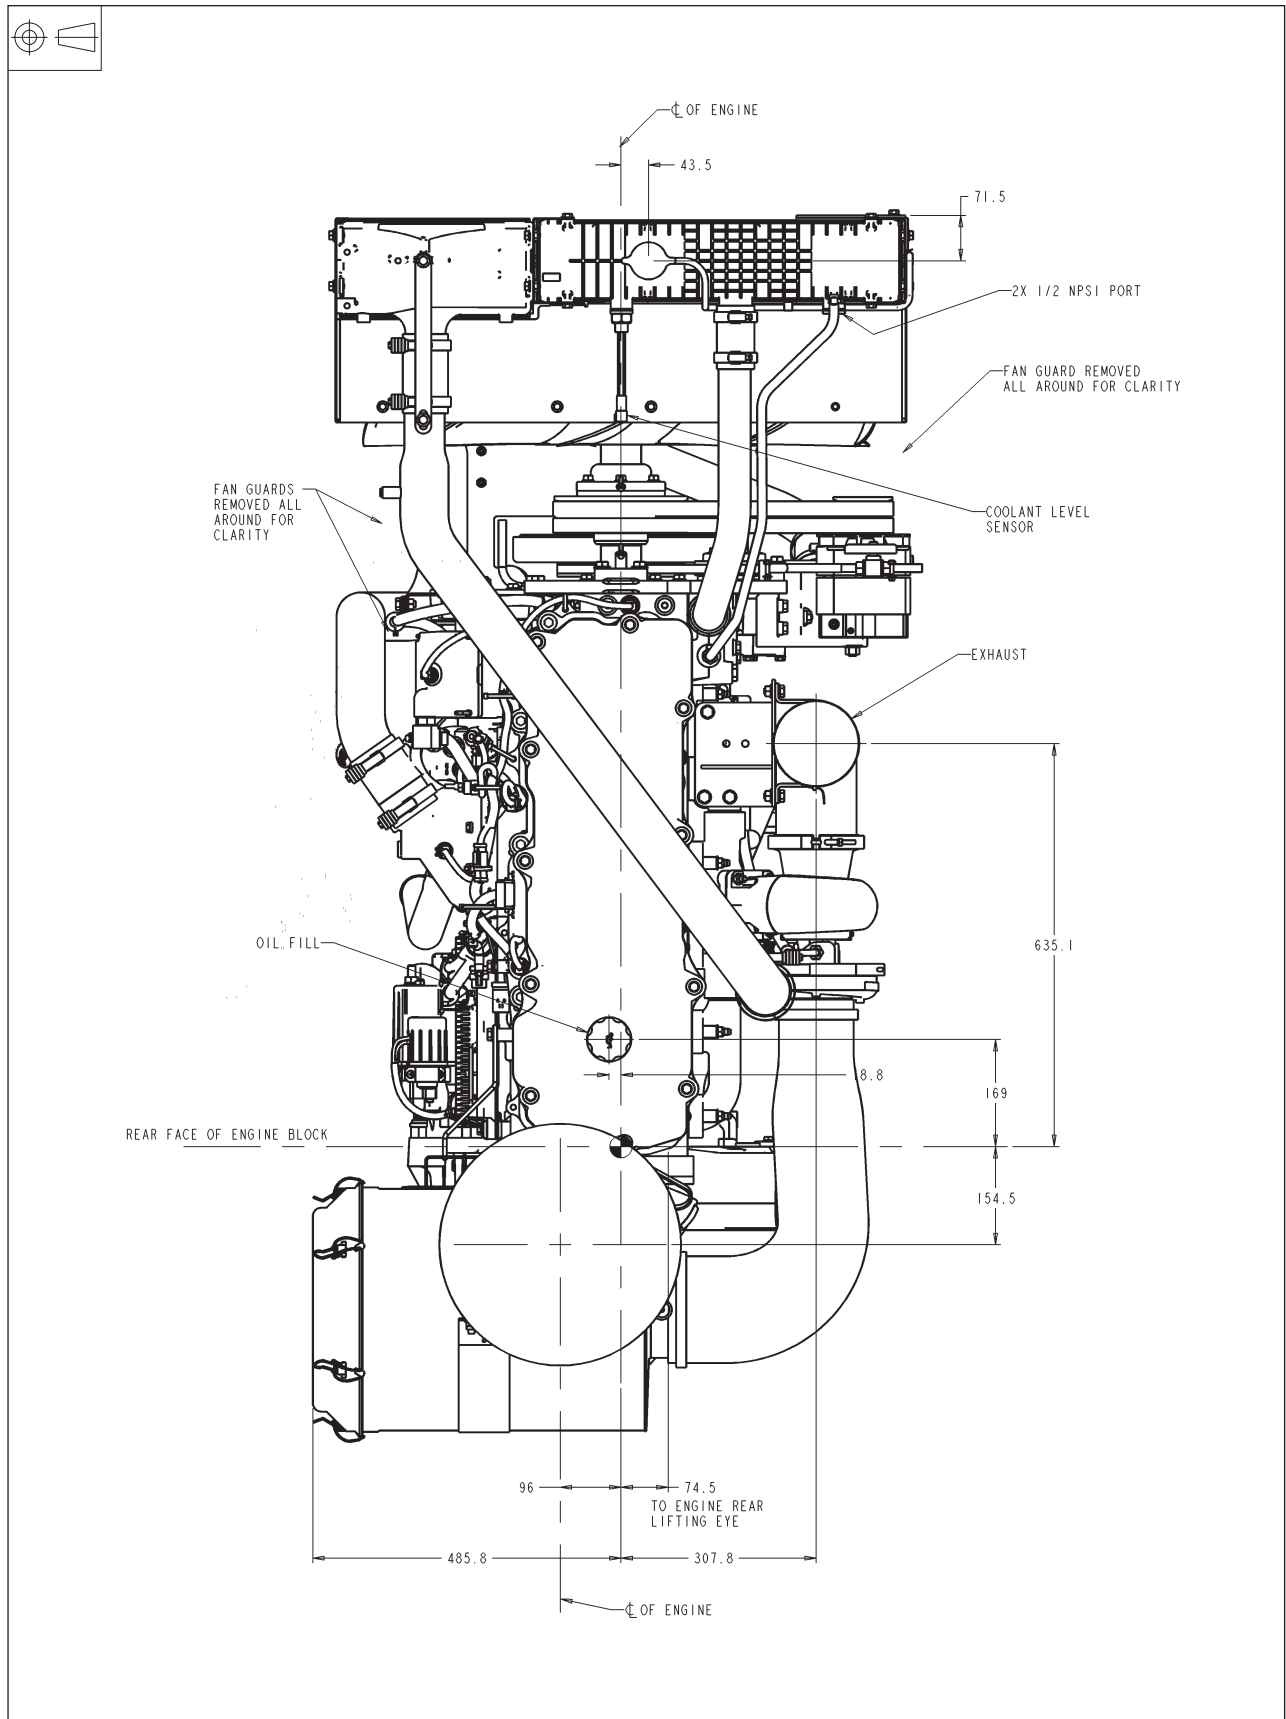 ℄ OF ENGINE
43.5
71.5
2X 1/2 NPSI PORT
FAN GUARD REMOVED
ALL AROUND FOR CLARITY
FAN GUARDS
REMOVED ALL
AROUND FOR
CLARITY
COOLANT LEVEL
SENSOR
EXHAUST
OIL FILL
635.1
18.8
169
REAR FACE OF ENGINE BLOCK
154.5
96
74.5
TO ENGINE REAR
LIFTING EYE
485.8
307.8
℄ OF ENGINE